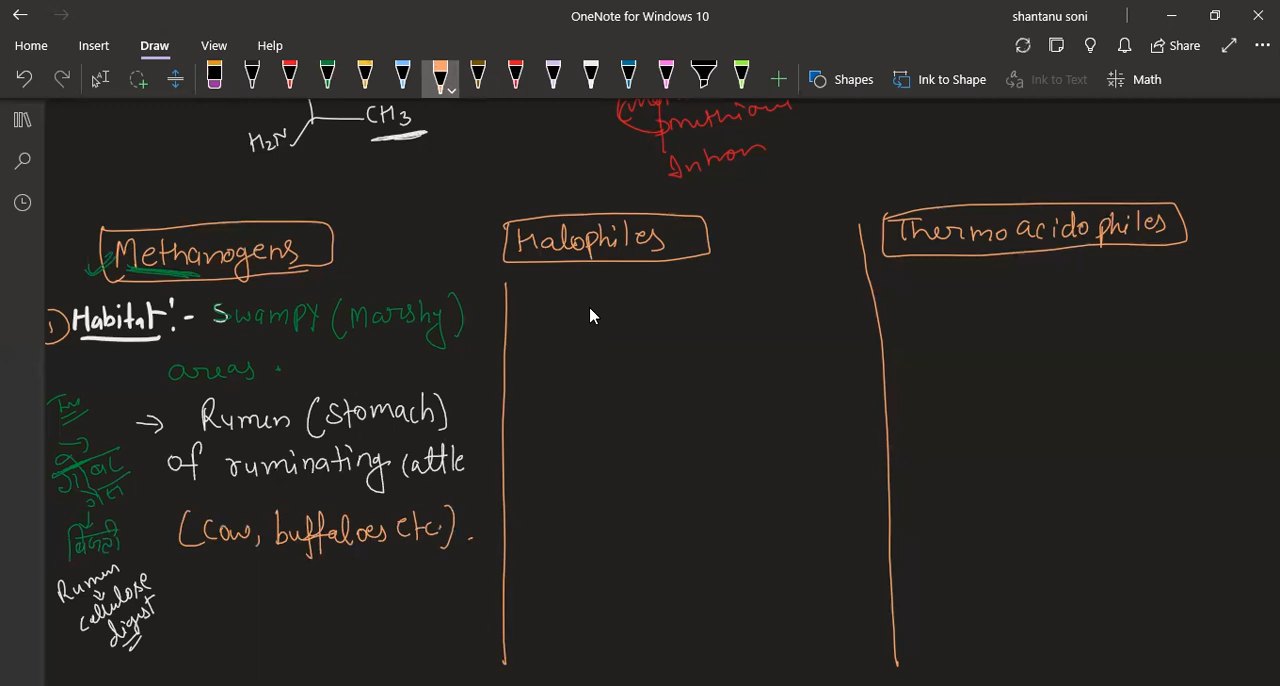 OneNote for Windows 10
shantanu soni
Home Insert Draw View Help
Share
Shapes
Ink to Shape
Ink to Text
Math
H2N CH3
Intron
Methanogens
Halophiles
Thermoacidophiles
1) Habitat:- Swampy (Marshy)
areas.
→ Rumen (Stomach)
of ruminating cattle
(cow, buffaloes etc.).
Rumen
↓
cellulose
digest